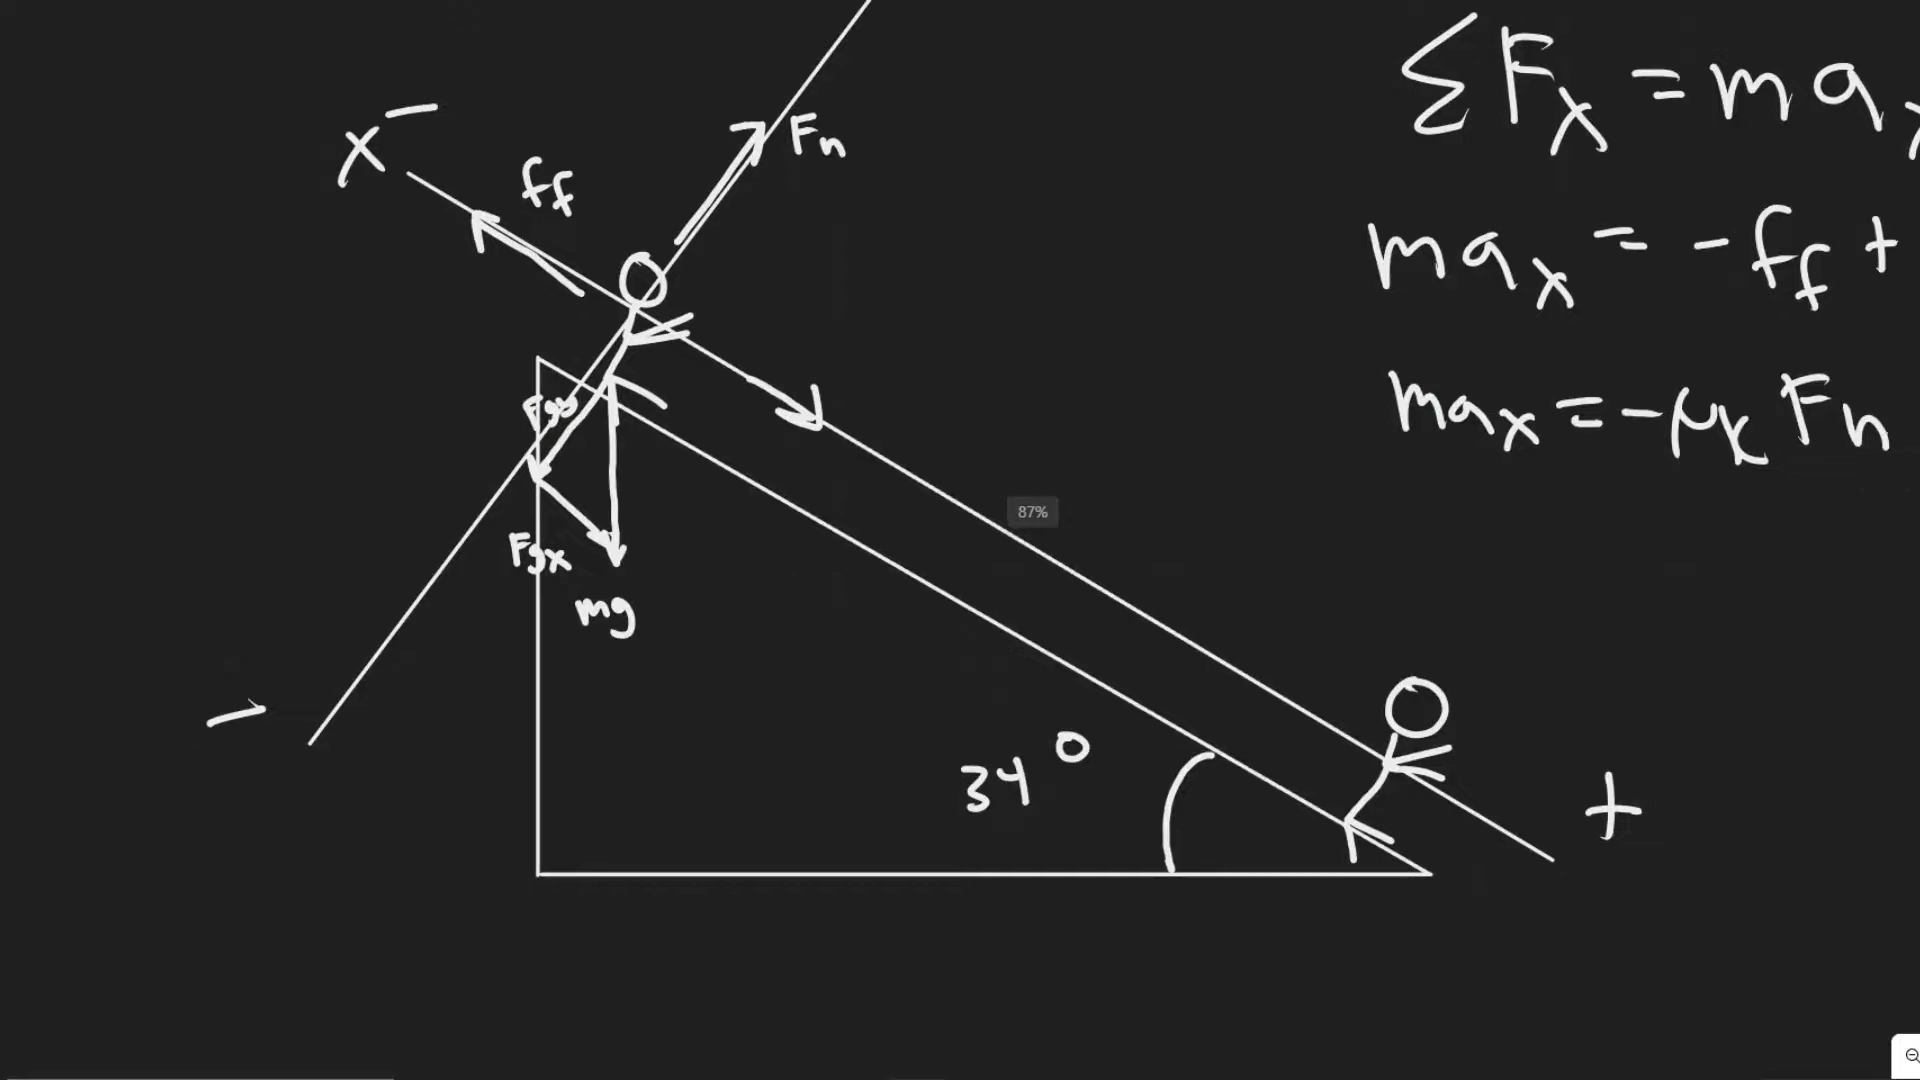 ΣFx = max
x
ff
Fn
max = -ff +
max = -μk Fn
Fgy
87%
Fgx
mg
34°
-
+